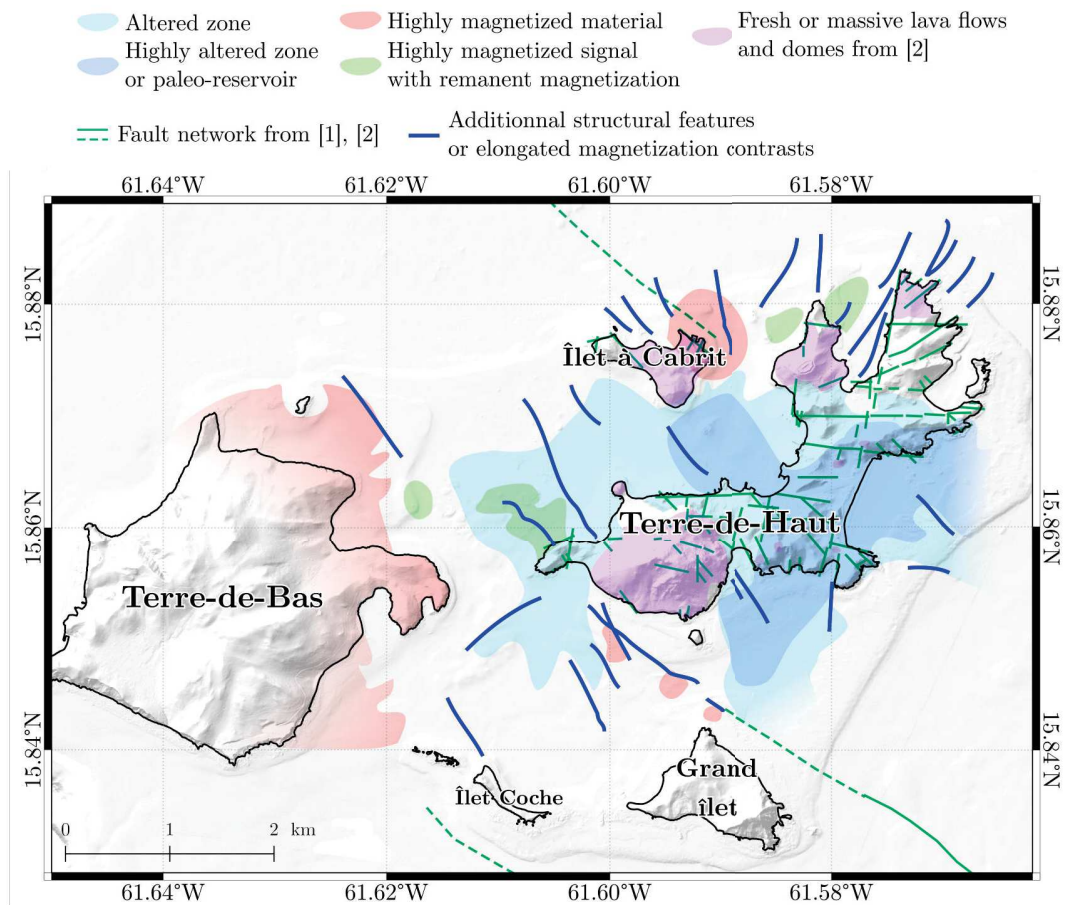 Altered zone
Highly altered zone
or paleo-reservoir
Highly magnetized material
Highly magnetized signal
with remanent magnetization
Fresh or massive lava flows
and domes from [2]
Fault network from [1], [2]
Additionnal structural features
or elongated magnetization contrasts
61.64°W 61.62°W 61.60°W 61.58°W
15.88°N 15.88°N
Îlet-à Cabrit
15.86°N 15.86°N
Terre-de-Haut
Terre-de-Bas
15.84°N 15.84°N
Grand
îlet
Îlet-Coche
0 1 2 km
61.64°W 61.62°W 61.60°W 61.58°W